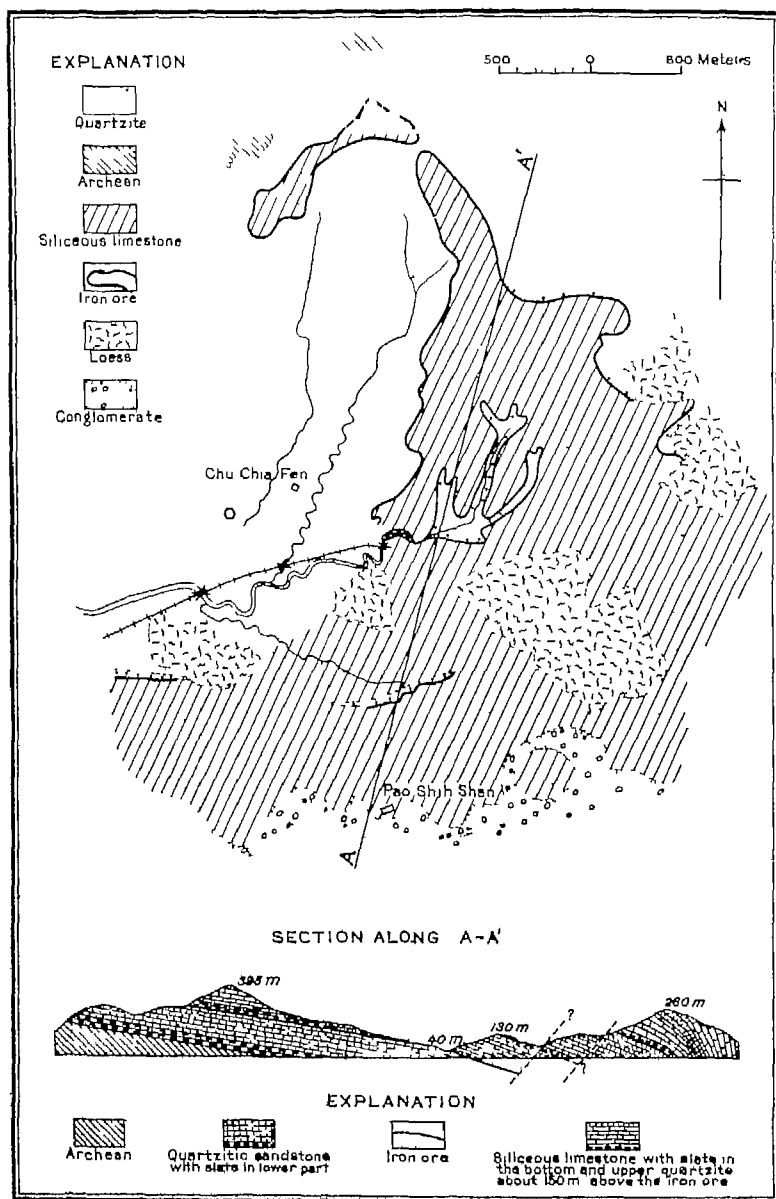 EXPLANATION
Quartzite
Archean
Siliceous limestone
Iron ore
Loess
Conglomerate
500 0 800 Meters
N
A'
Chu Chia Fen
Pao Shih Shan
A
SECTION ALONG A-A'
395 m
40 m
130 m
?
?
260 m
EXPLANATION
Archean
Quartzitic sandstone
with slate in lower part
Iron ore
Siliceous limestone with slate in
the bottom and upper quartzite
about 150 m above the iron ore